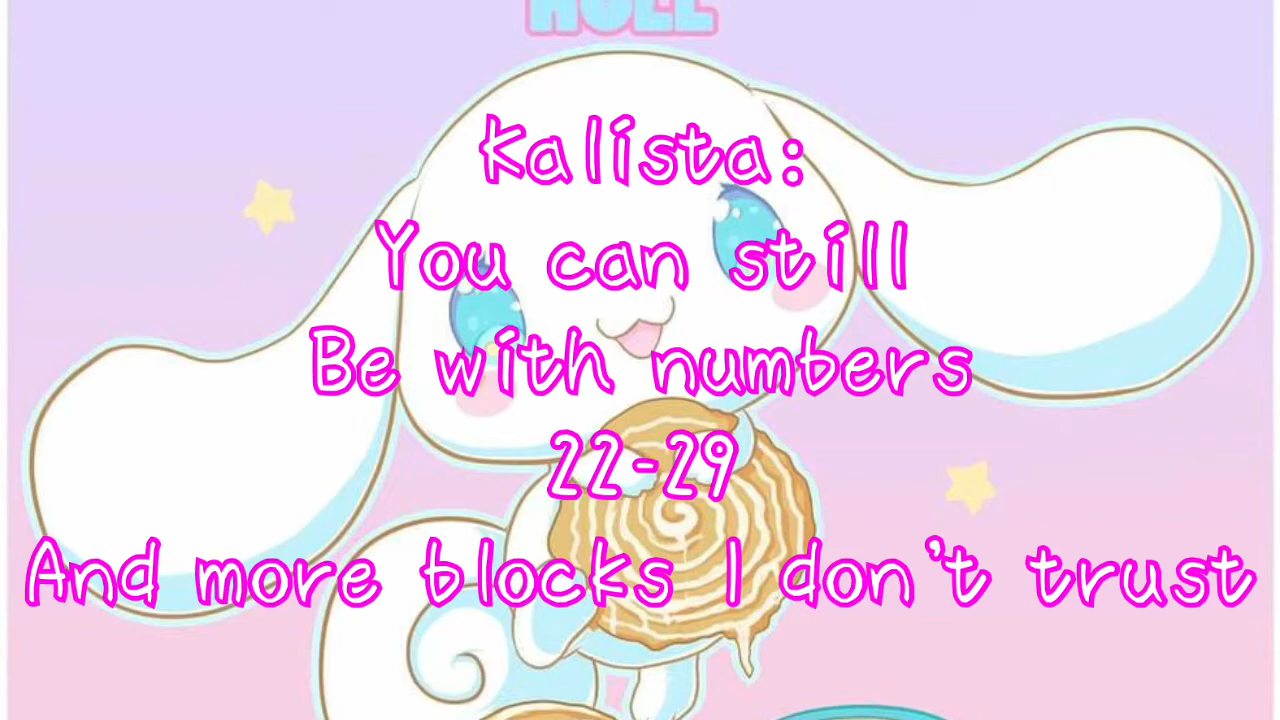 Kalista:
You can still
Be with numbers
22-29
And more blocks I don't trust